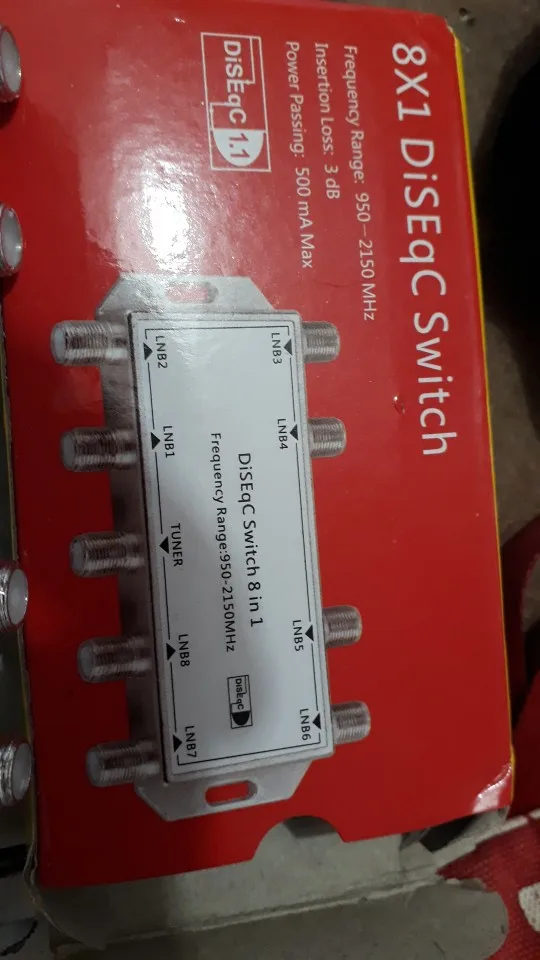 8X1 DiSEqC Switch
Frequency Range: 950 – 2150 MHz
Insertion Loss: 3 dB
Power Passing: 500 mA Max
DiSEqC 1.1
LNB3
LNB4
LNB5
LNB6
DiSEqC Switch 8 in 1
Frequency Range:950-2150MHz
DiSEqC
LNB2
LNB1
TUNER
LNB8
LNB7